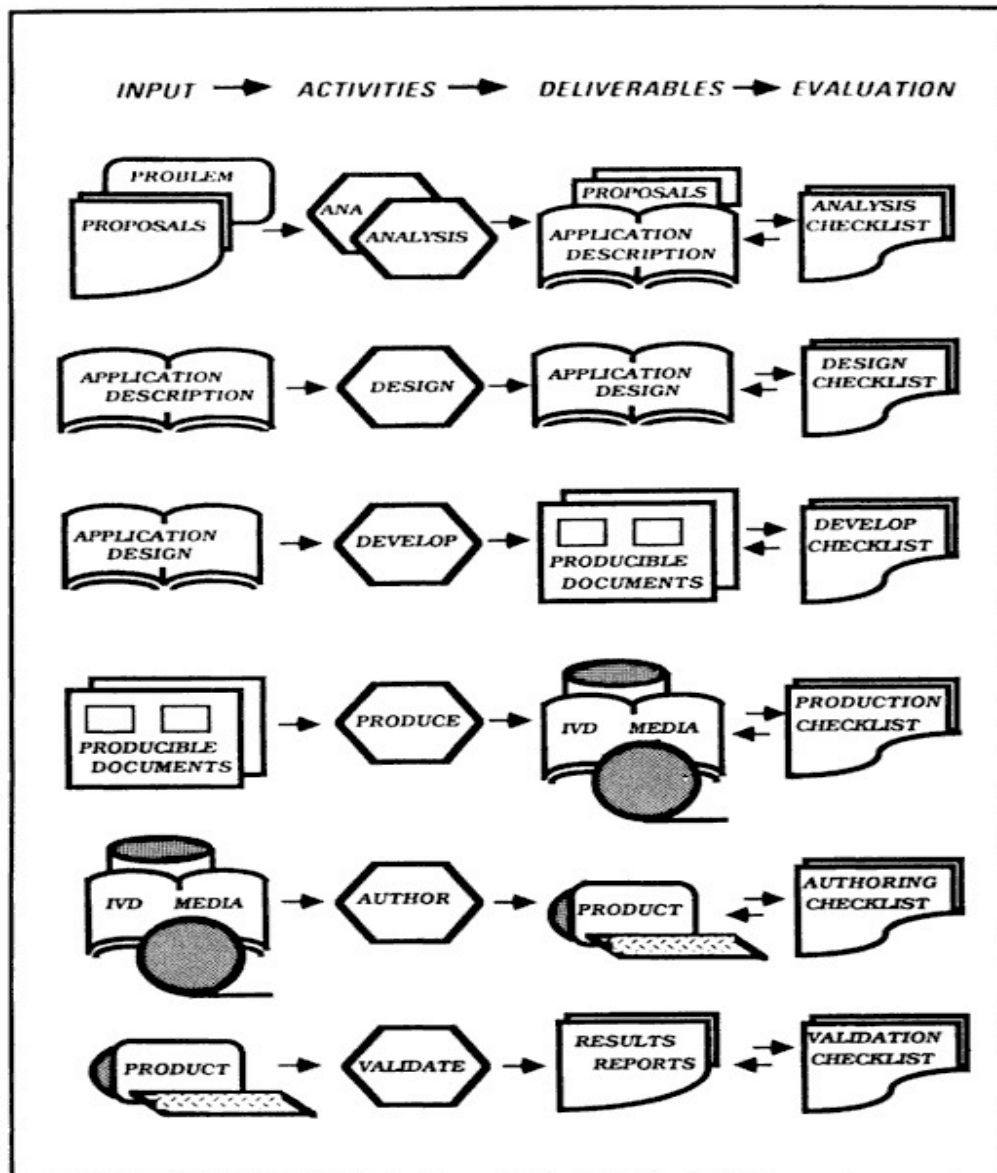 INPUT → ACTIVITIES → DELIVERABLES → EVALUATION
PROBLEM
PROPOSALS
ANA
ANALYSIS
PROPOSALS
APPLICATION
DESCRIPTION
ANALYSIS
CHECKLIST
APPLICATION
DESCRIPTION
DESIGN
APPLICATION
DESIGN
DESIGN
CHECKLIST
APPLICATION
DESIGN
DEVELOP
PRODUCIBLE
DOCUMENTS
DEVELOP
CHECKLIST
PRODUCIBLE
DOCUMENTS
PRODUCE
IVD MEDIA
PRODUCTION
CHECKLIST
IVD MEDIA
AUTHOR
PRODUCT
AUTHORING
CHECKLIST
PRODUCT
VALIDATE
RESULTS
REPORTS
VALIDATION
CHECKLIST